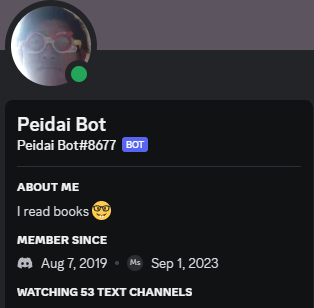 Peidai Bot
Peidai Bot#8677 BOT
ABOUT ME
I read books 🤓
MEMBER SINCE
Aug 7, 2019 • Ms Sep 1, 2023
WATCHING 53 TEXT CHANNELS